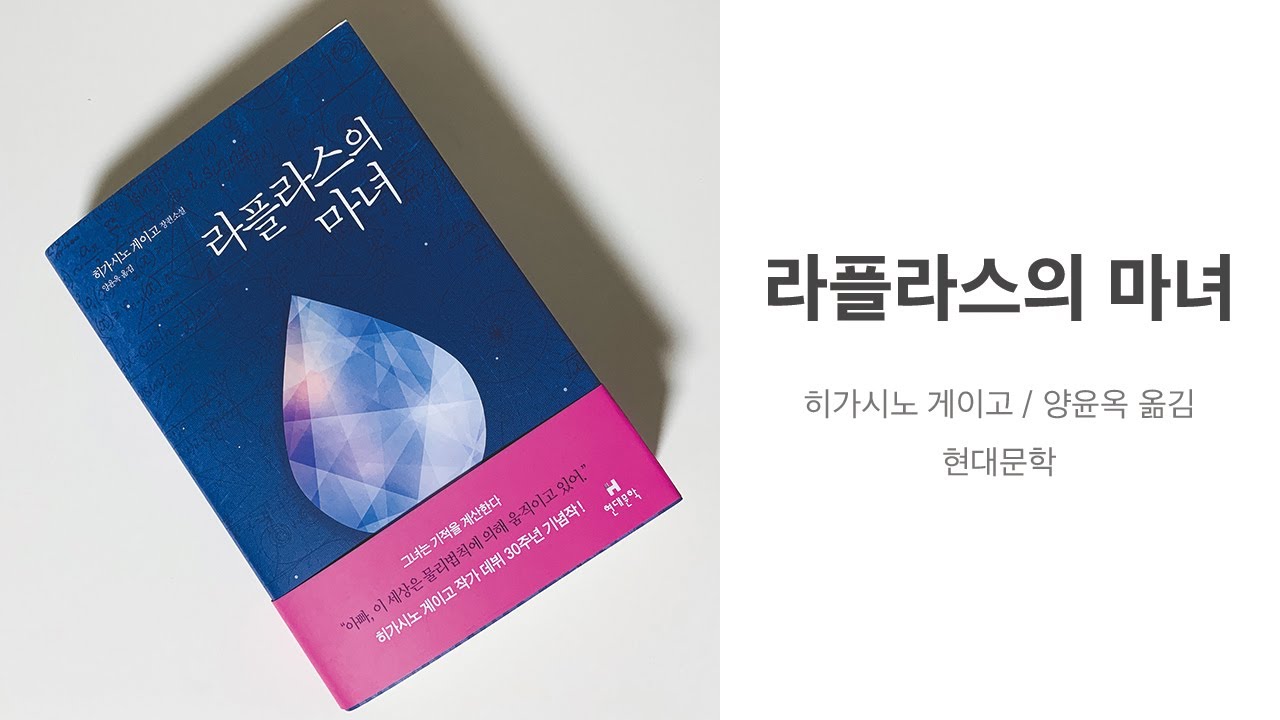 라플라스의
마녀
히가시노 게이고 장편소설
양윤옥 옮김
그녀는 기적을 계산한다
“아빠, 이 세상은 물리법칙에 의해 움직이고 있어.”
히가시노 게이고 작가 데뷔 30주년 기념작!
현대문학
라플라스의 마녀
히가시노 게이고 / 양윤옥 옮김
현대문학